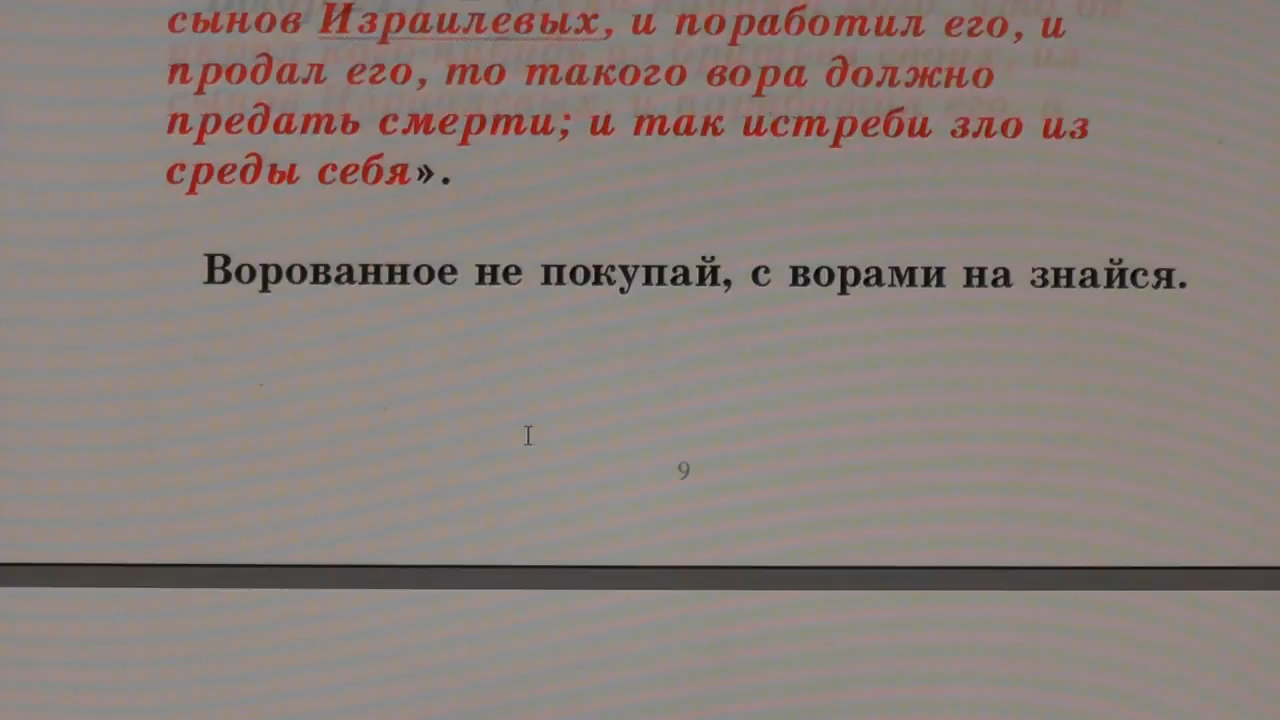 сынов Израилевых, и поработил его, и
продал его, то такого вора должно
предать смерти; и так истреби зло из
среды себя».
Ворованное не покупай, с ворами на знайся.
9